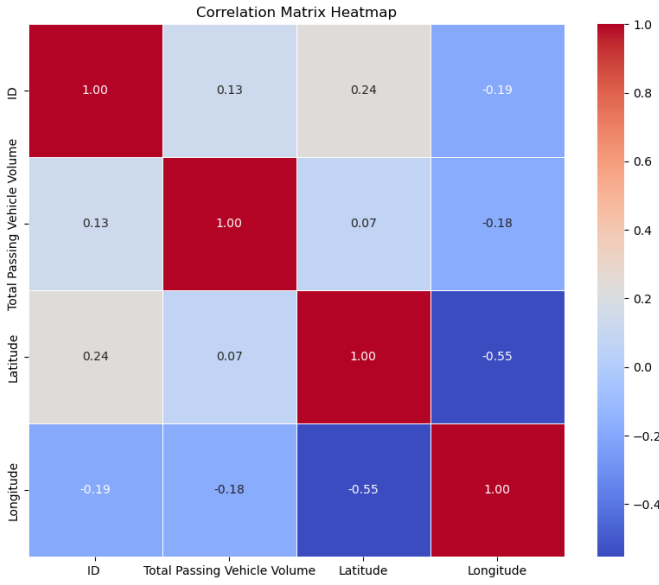 Correlation Matrix Heatmap
ID
1.00
0.13
0.24
-0.19
Total Passing Vehicle Volume
0.13
1.00
0.07
-0.18
Latitude
0.24
0.07
1.00
-0.55
Longitude
-0.19
-0.18
-0.55
1.00
ID
Total Passing Vehicle Volume
Latitude
Longitude
1.0
0.8
0.6
0.4
0.2
0.0
−0.2
−0.4